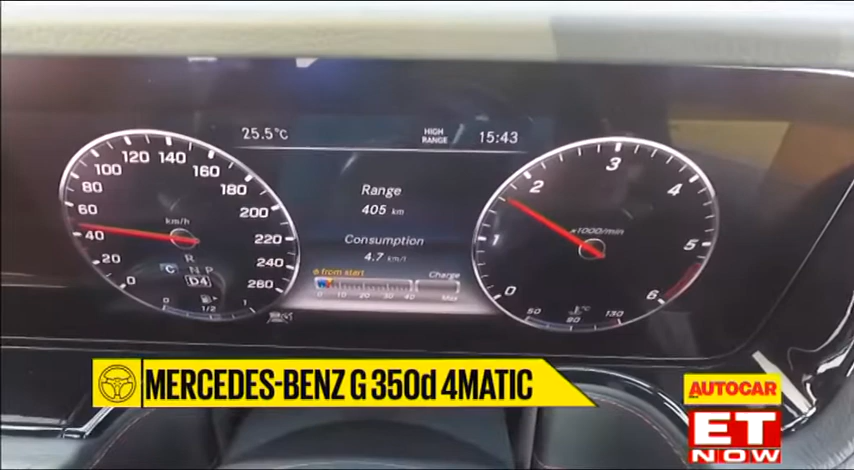 25.5°C
HIGH
RANGE
15:43
0
20
40
60
80
100
120
140
160
180
200
220
240
260
km/h
C
R
N P
D4
1/2
1
Range
405 km
Consumption
4.7 km/l
from start
Charge
0 10 20 30 40
Max
0
1
2
3
4
5
6
×1000/min
50
80
130
°C
MERCEDES-BENZ G 350d 4MATIC
AUTOCAR
ET
NOW